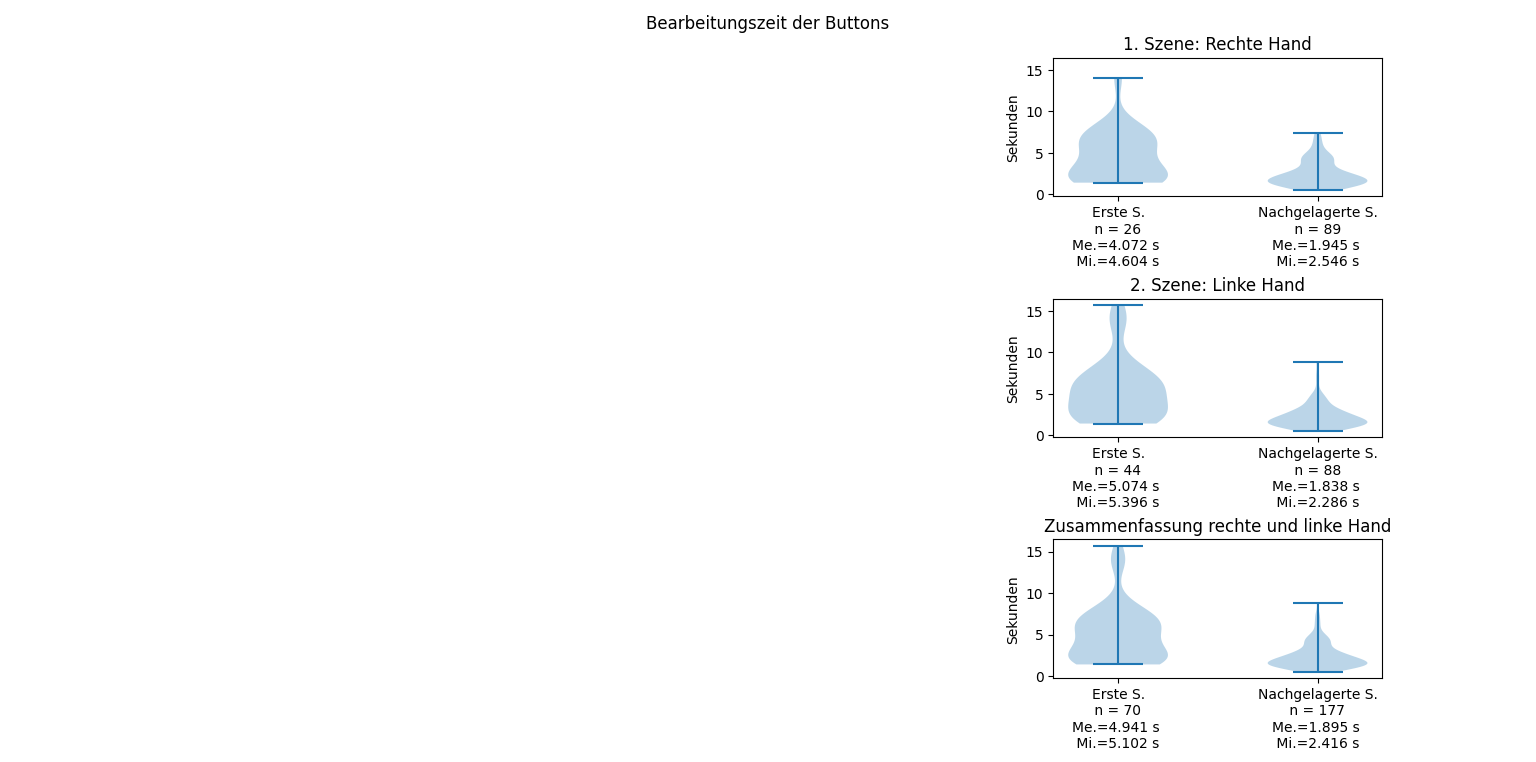 Bearbeitungszeit der Buttons
1. Szene: Rechte Hand
15
10
5
0
Sekunden
Erste S.
n = 26
Me.=4.072 s
Mi.=4.604 s
Nachgelagerte S.
n = 89
Me.=1.945 s
Mi.=2.546 s
2. Szene: Linke Hand
15
10
5
0
Sekunden
Erste S.
n = 44
Me.=5.074 s
Mi.=5.396 s
Nachgelagerte S.
n = 88
Me.=1.838 s
Mi.=2.286 s
Zusammenfassung rechte und linke Hand
15
10
5
0
Sekunden
Erste S.
n = 70
Me.=4.941 s
Mi.=5.102 s
Nachgelagerte S.
n = 177
Me.=1.895 s
Mi.=2.416 s